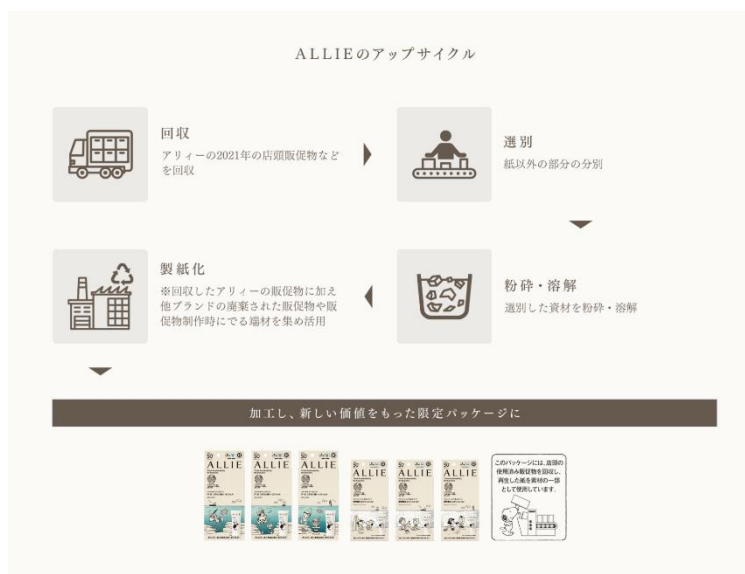 ALLIEのアップサイクル
回収
アリィーの2021年の店頭販促物など
を回収
選別
紙以外の部分の分別
粉砕・溶解
選別した資材を粉砕・溶解
製紙化
※回収したアリィーの販促物に加え
他ブランドの廃棄された販促物や販
促物制作時にでる端材を集め活用
加工し、新しい価値をもった限定パッケージに
ALLIE
ALLIE
ALLIE
ALLIE
ALLIE
ALLIE
このパッケージには、店頭の
使用済み販促物を回収し、
再生した紙を素材の一部
として使用しています。